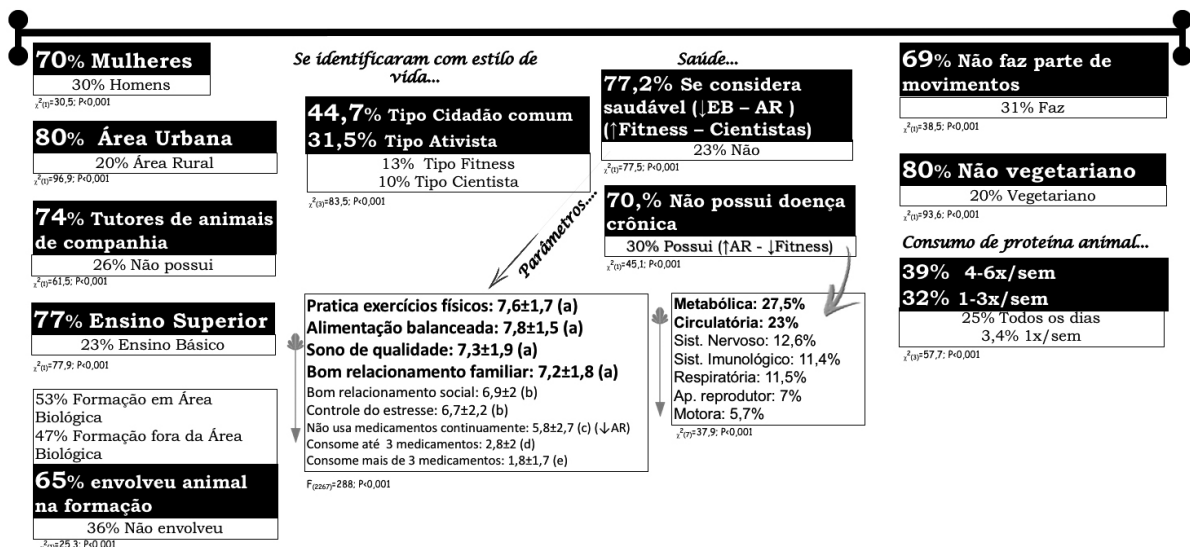 70% Mulheres
30% Homens
χ²(1)=30,5; P<0,001
80% Área Urbana
20% Área Rural
χ²(1)=96,9; P<0,001
74% Tutores de animais
de companhia
26% Não possui
χ²(1)=61,5; P<0,001
77% Ensino Superior
23% Ensino Básico
χ²(1)=77,9; P<0,001
53% Formação em Área
Biológica
47% Formação fora da Área
Biológica
65% envolveu animal
na formação
36% Não envolveu
χ²(1)=25,3; P<0,001
Se identificaram com estilo de
vida...
44,7% Tipo Cidadão comum
31,5% Tipo Ativista
13% Tipo Fitness
10% Tipo Cientista
χ²(3)=83,5; P<0,001
Parâmetros....
Pratica exercícios físicos: 7,6±1,7 (a)
Alimentação balanceada: 7,8±1,5 (a)
Sono de qualidade: 7,3±1,9 (a)
Bom relacionamento familiar: 7,2±1,8 (a)
Bom relacionamento social: 6,9±2 (b)
Controle do estresse: 6,7±2,2 (b)
Não usa medicamentos continuamente: 5,8±2,7 (c) (↓AR)
Consome até 3 medicamentos: 2,8±2 (d)
Consome mais de 3 medicamentos: 1,8±1,7 (e)
F(2267)=288; P<0,001
Saúde...
77,2% Se considera
saudável (↓EB – AR )
(↑Fitness – Cientistas)
23% Não
χ²(1)=77,5; P<0,001
70,% Não possui doença
crônica
30% Possui (↑AR - ↓Fitness)
χ²(1)=45,1; P<0,001
Metabólica: 27,5%
Circulatória: 23%
Sist. Nervoso: 12,6%
Sist. Imunológico: 11,4%
Respiratória: 11,5%
Ap. reprodutor: 7%
Motora: 5,7%
χ²(7)=37,9; P<0,001
69% Não faz parte de
movimentos
31% Faz
χ²(1)=38,5; P<0,001
80% Não vegetariano
20% Vegetariano
χ²(1)=93,6; P<0,001
Consumo de proteína animal...
39% 4-6x/sem
32% 1-3x/sem
25% Todos os dias
3,4% 1x/sem
χ²(3)=57,7; P<0,001